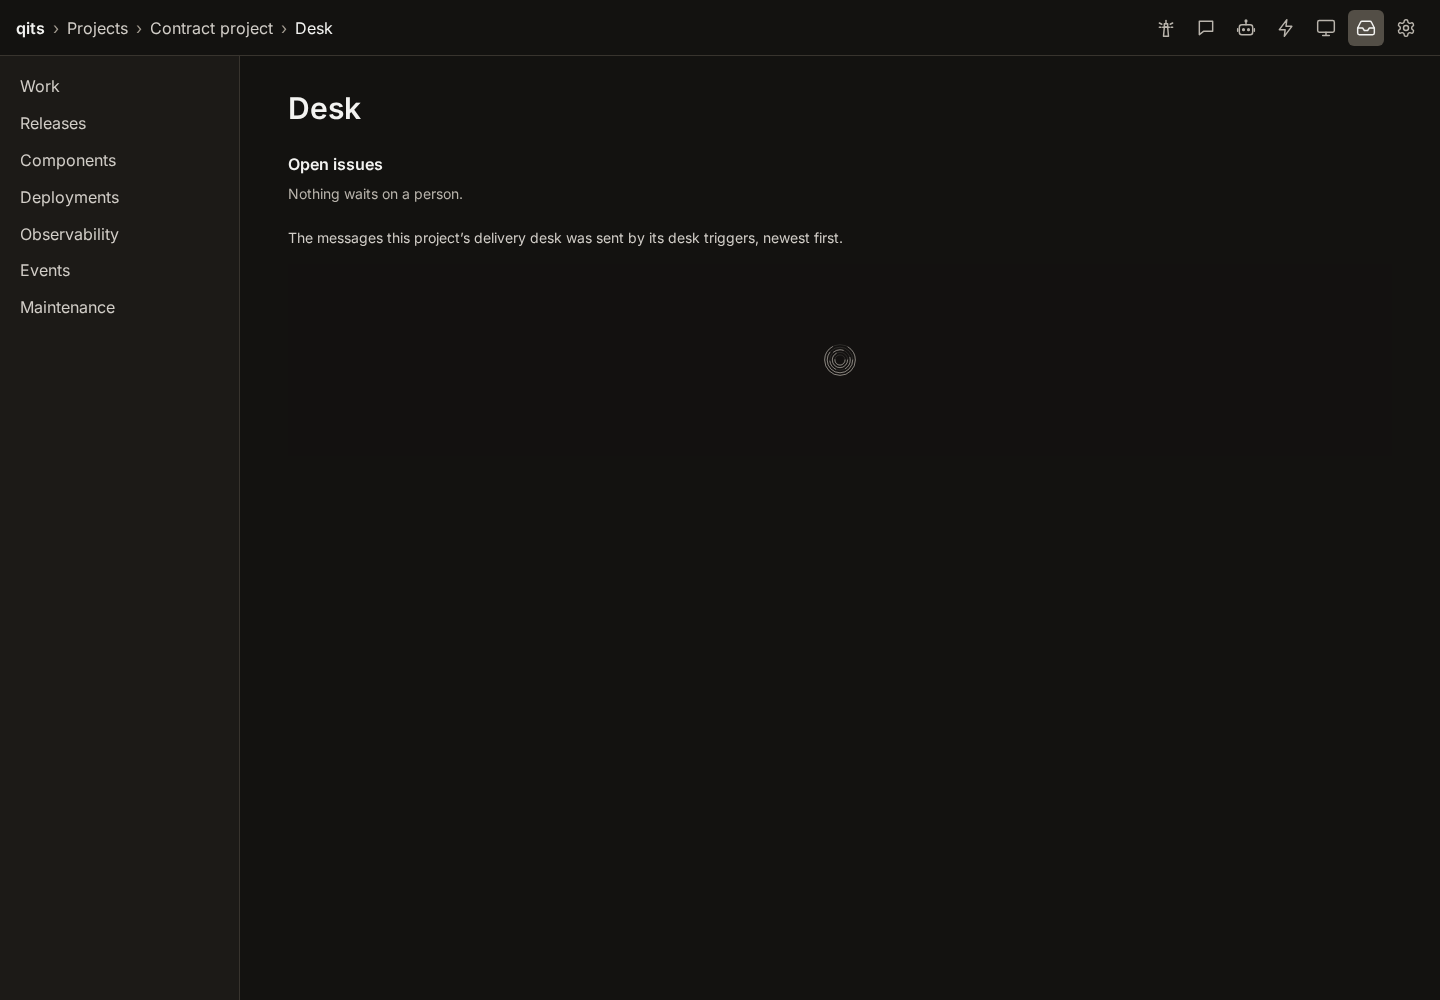 qits › Projects › Contract project › Desk
Work
Releases
Components
Deployments
Observability
Events
Maintenance
Desk
Open issues
Nothing waits on a person.
The messages this project’s delivery desk was sent by its desk triggers, newest first.